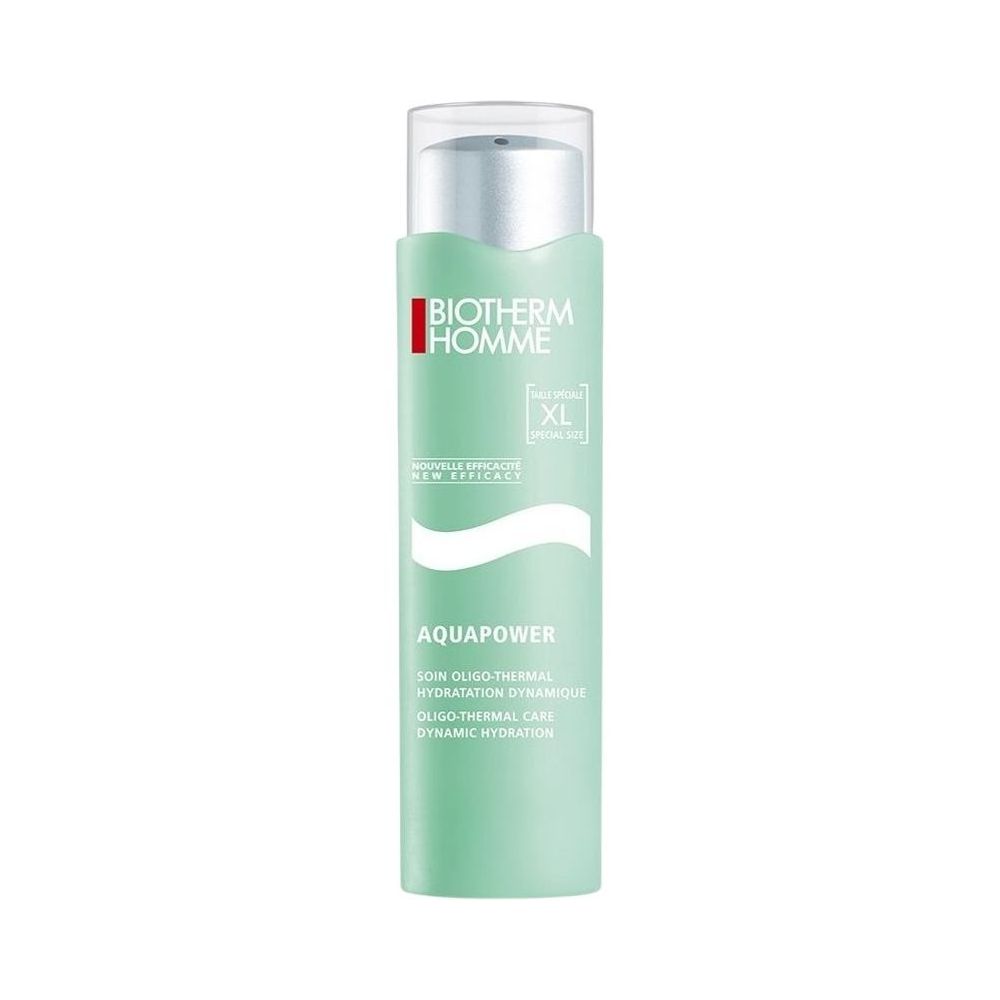 BIOTHERM
HOMME
TAILLE SPÉCIALE
XL
SPECIAL SIZE
NOUVELLE EFFICACITÉ
NEW EFFICACY
AQUAPOWER
SOIN OLIGO-THERMAL
HYDRATATION DYNAMIQUE
OLIGO-THERMAL CARE
DYNAMIC HYDRATION